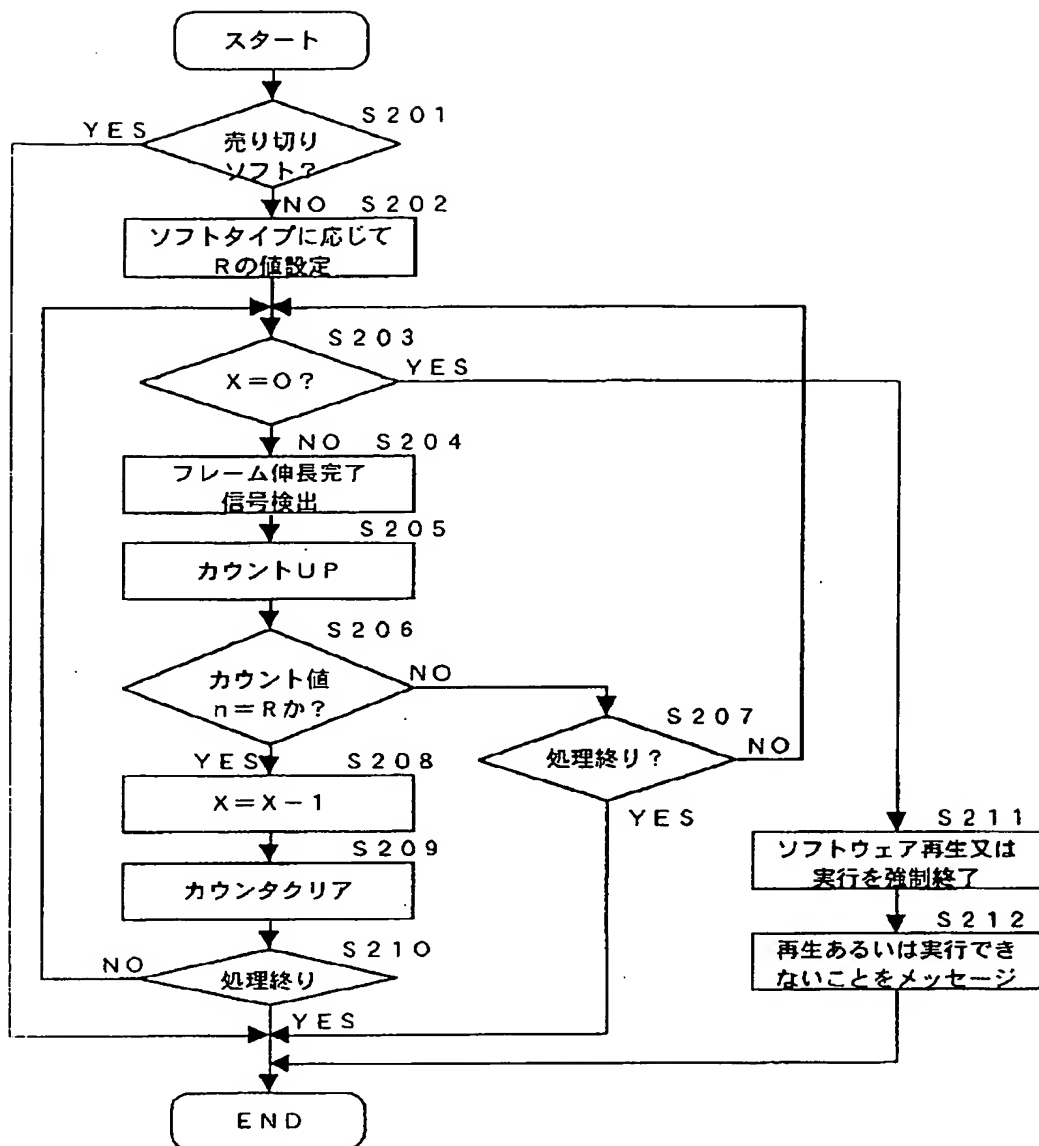 スタート
S201
YES
売り切り
ソフト?
NO
S202
ソフトタイプに応じて
Rの値設定
S203
X=0?
YES
NO
S204
フレーム伸長完了
信号検出
S205
カウントUP
S206
カウント値
n=Rか?
NO
S207
処理終り?
NO
YES
YES
S208
X=X-1
S209
カウンタクリア
S210
処理終り
NO
YES
S211
ソフトウェア再生又は
実行を強制終了
S212
再生あるいは実行でき
ないことをメッセージ
END